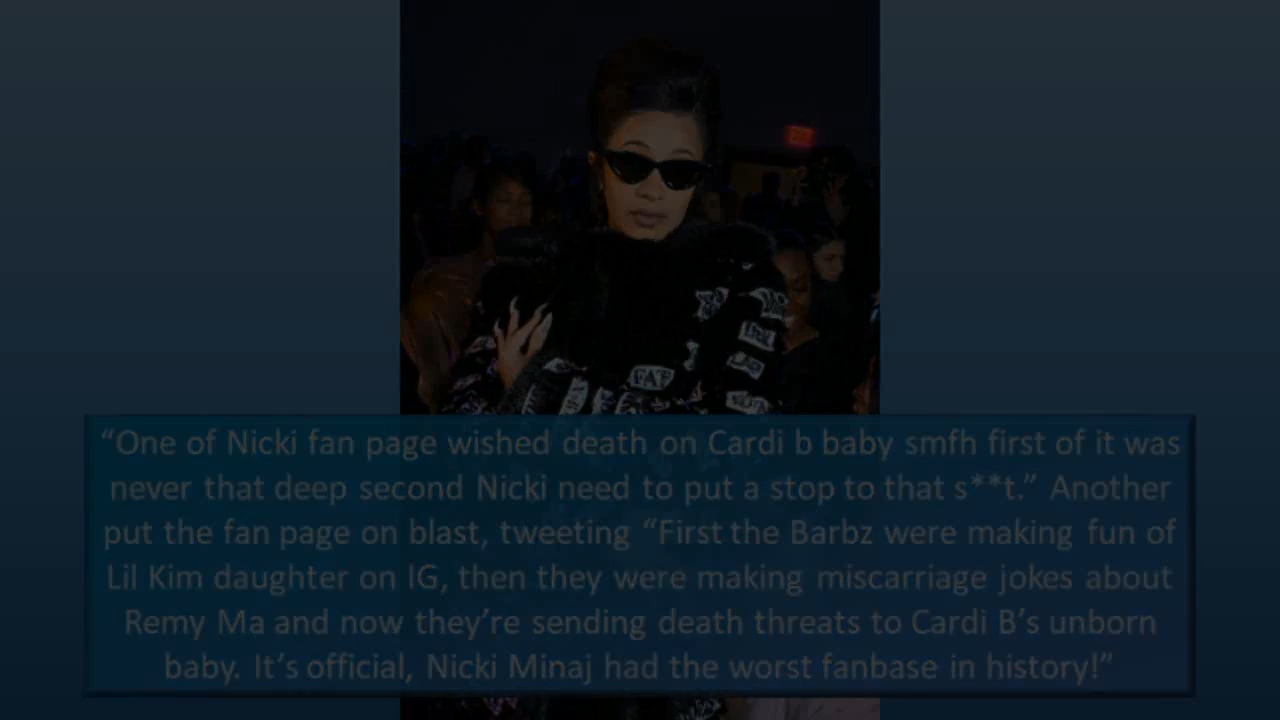 “One of Nicki fan page wished death on Cardi b baby smfh first of it was
never that deep second Nicki need to put a stop to that s**t.” Another
put the fan page on blast, tweeting “First the Barbz were making fun of
Lil Kim daughter on IG, then they were making miscarriage jokes about
Remy Ma and now they’re sending death threats to Cardi B’s unborn
baby. It’s official, Nicki Minaj had the worst fanbase in history!”